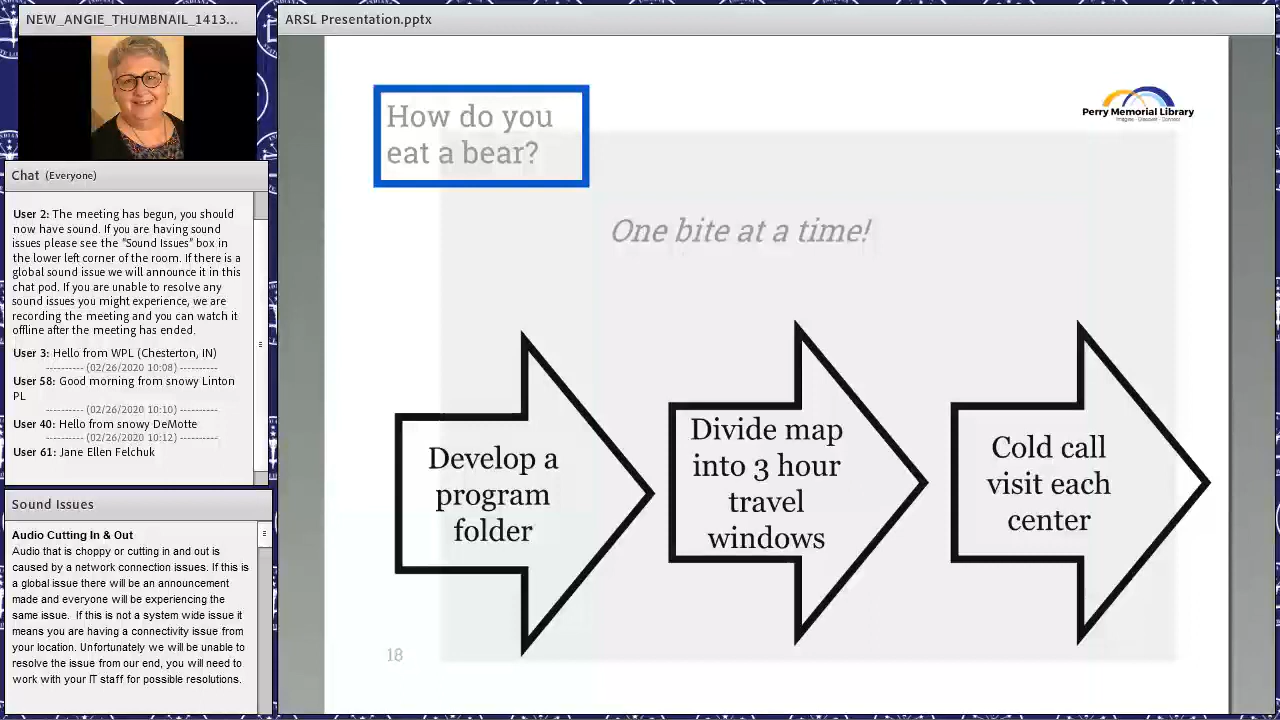 NEW_ANGIE_THUMBNAIL_1413...
ARSL Presentation.pptx
Chat (Everyone)
User 2: The meeting has begun, you should
now have sound. If you are having sound
issues please see the "Sound Issues" box in
the lower left corner of the room. If there is a
global sound issue we will announce it in this
chat pod. If you are unable to resolve any
sound issues you might experience, we are
recording the meeting and you can watch it
offline after the meeting has ended.
User 3: Hello from WPL (Chesterton, IN)
---------- (02/26/2020 10:08) ----------
User 58: Good morning from snowy Linton
PL
---------- (02/26/2020 10:10) ----------
User 40: Hello from snowy DeMotte
---------- (02/26/2020 10:12) ----------
User 61: Jane Ellen Felchuk
Sound Issues
Audio Cutting In & Out
Audio that is choppy or cutting in and out is
caused by a network connection issues. If this is
a global issue there will be an announcement
made and everyone will be experiencing the
same issue.  If this is not a system wide issue it
means you are having a connectivity issue from
your location. Unfortunately we will be unable to
resolve the issue from our end, you will need to
work with your IT staff for possible resolutions.
How do you
eat a bear?
Perry Memorial Library
Imagine · Discover · Connect
One bite at a time!
Develop a
program
folder
Divide map
into 3 hour
travel
windows
Cold call
visit each
center
18